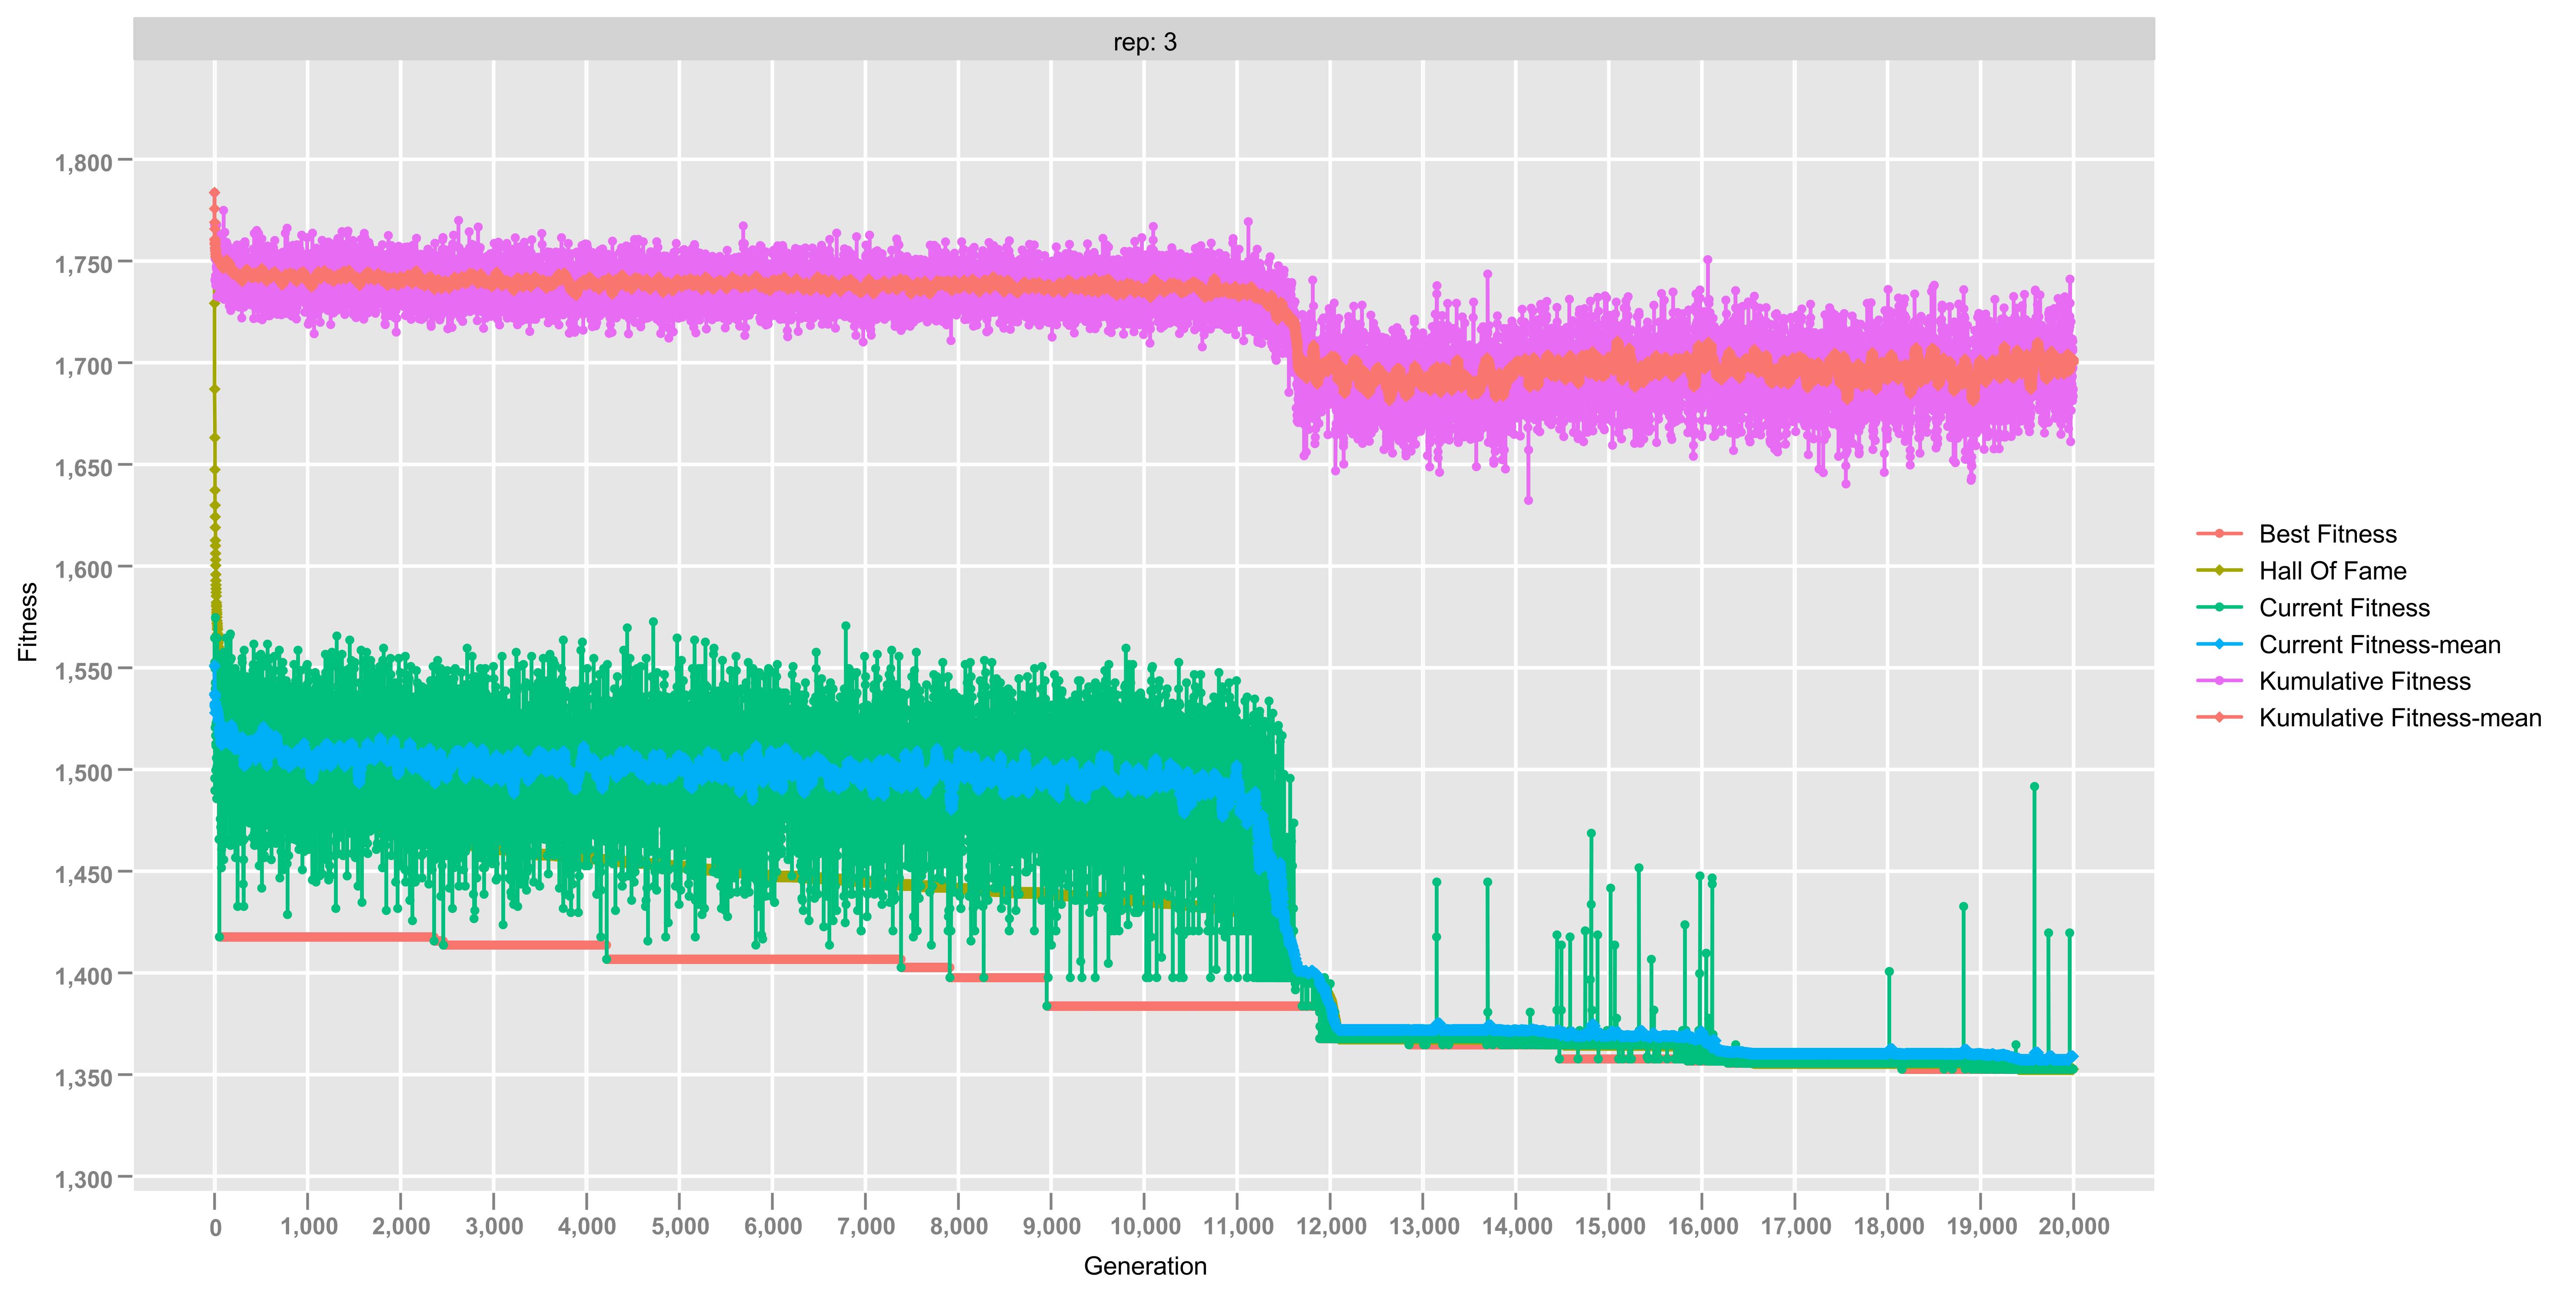 rep: 3
1,800
1,750
1,700
1,650
1,600
1,550
1,500
1,450
1,400
1,350
1,300
Fitness
0 1,000 2,000 3,000 4,000 5,000 6,000 7,000 8,000 9,000 10,000 11,000 12,000 13,000 14,000 15,000 16,000 17,000 18,000 19,000 20,000
Generation
Best Fitness
Hall Of Fame
Current Fitness
Current Fitness-mean
Kumulative Fitness
Kumulative Fitness-mean